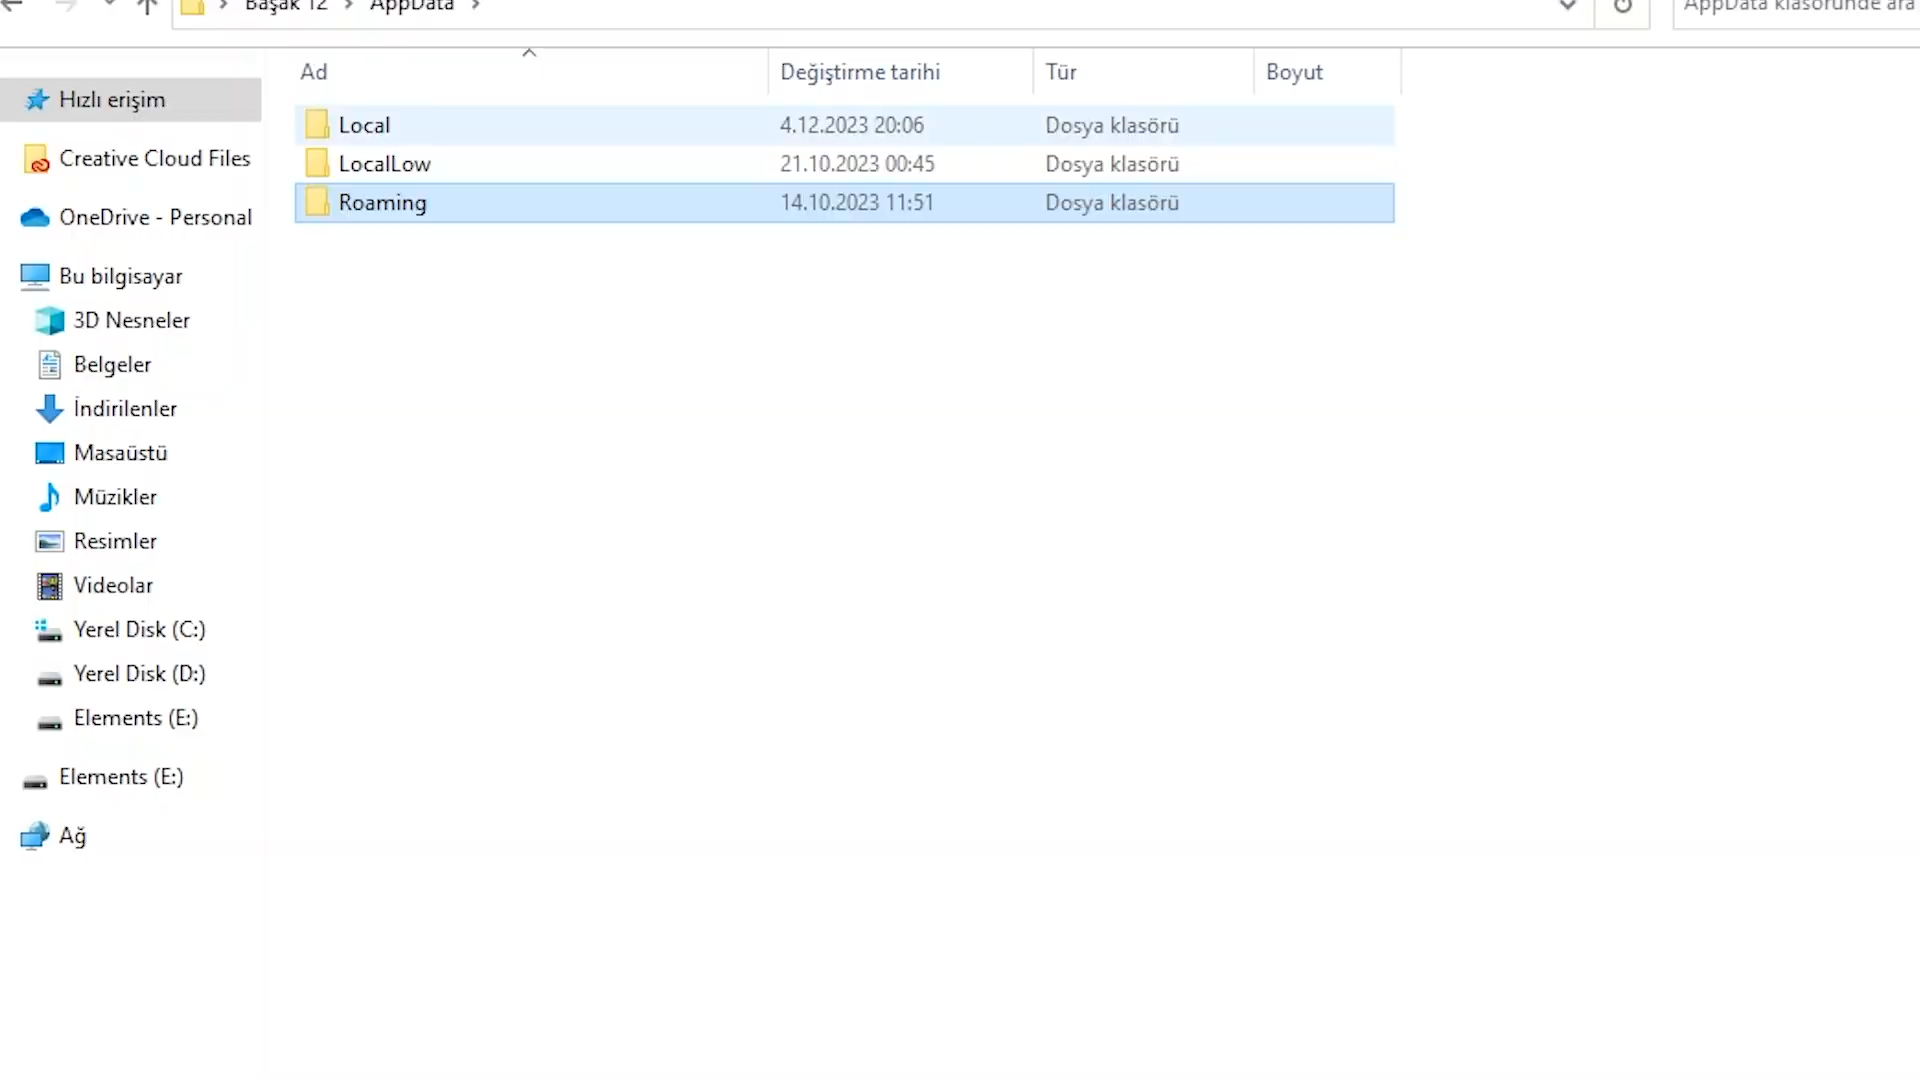 Başak 12 > AppData >
AppData klasöründe ara
Ad Değiştirme tarihi Tür Boyut
Hızlı erişim
Creative Cloud Files
OneDrive - Personal
Bu bilgisayar
3D Nesneler
Belgeler
İndirilenler
Masaüstü
Müzikler
Resimler
Videolar
Yerel Disk (C:)
Yerel Disk (D:)
Elements (E:)
Elements (E:)
Ağ
Local 4.12.2023 20:06 Dosya klasörü
LocalLow 21.10.2023 00:45 Dosya klasörü
Roaming 14.10.2023 11:51 Dosya klasörü